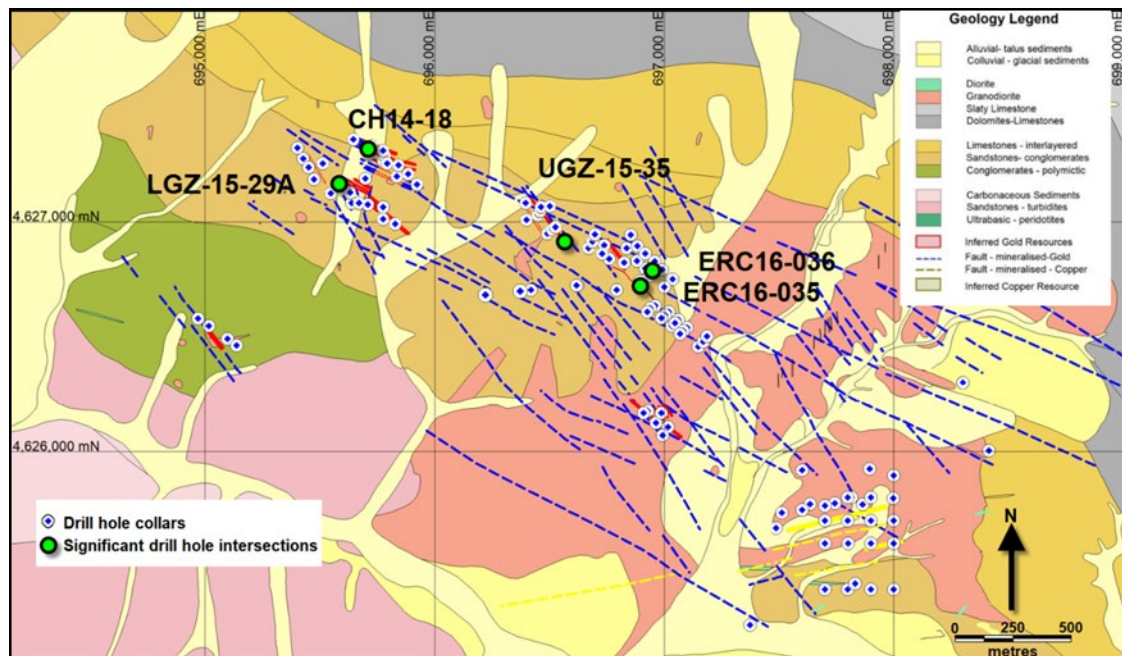 695,000 mE
696,000 mE
697,000 mE
698,000 mE
699,000 mE
Geology Legend
Alluvial- talus sediments
Colluvial - glacial sediments
Diorite
Granodiorite
Slaty Limestone
Dolomites-Limestones
Limestones - interlayered
Sandstones- conglomerates
Conglomerates - polymictic
Carbonaceous Sediments
Sandstones - turbidites
Ultrabasic - peridotites
Inferred Gold Resources
Fault - mineralised-Gold
Fault - mineralised - Copper
Inferred Copper Resource
CH14-18
UGZ-15-35
LGZ-15-29A
4,627,000 mN
ERC16-036
ERC16-035
4,626,000 mN
Drill hole collars
Significant drill hole intersections
N
0 250 500
metres